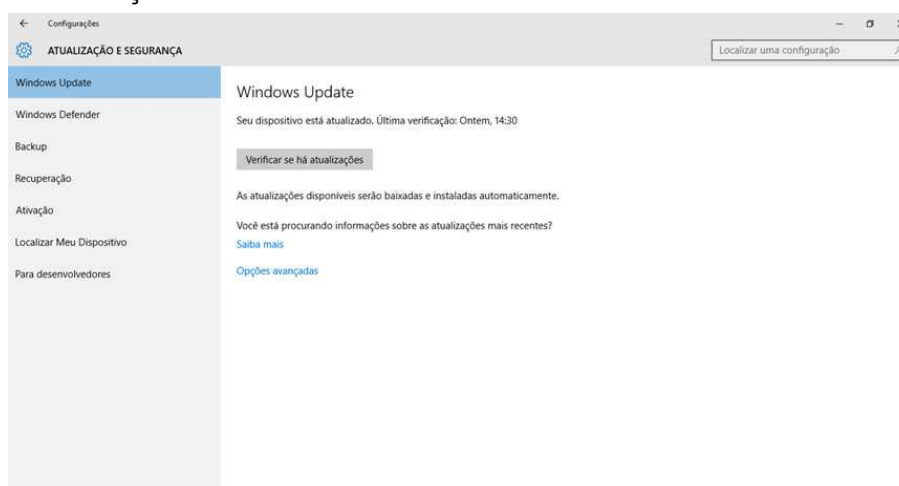 Configurações
ATUALIZAÇÃO E SEGURANÇA
Localizar uma configuração
Windows Update
Windows Defender
Backup
Recuperação
Ativação
Localizar Meu Dispositivo
Para desenvolvedores
Windows Update
Seu dispositivo está atualizado. Última verificação: Ontem, 14:30
Verificar se há atualizações
As atualizações disponíveis serão baixadas e instaladas automaticamente.
Você está procurando informações sobre as atualizações mais recentes?
Saiba mais
Opções avançadas